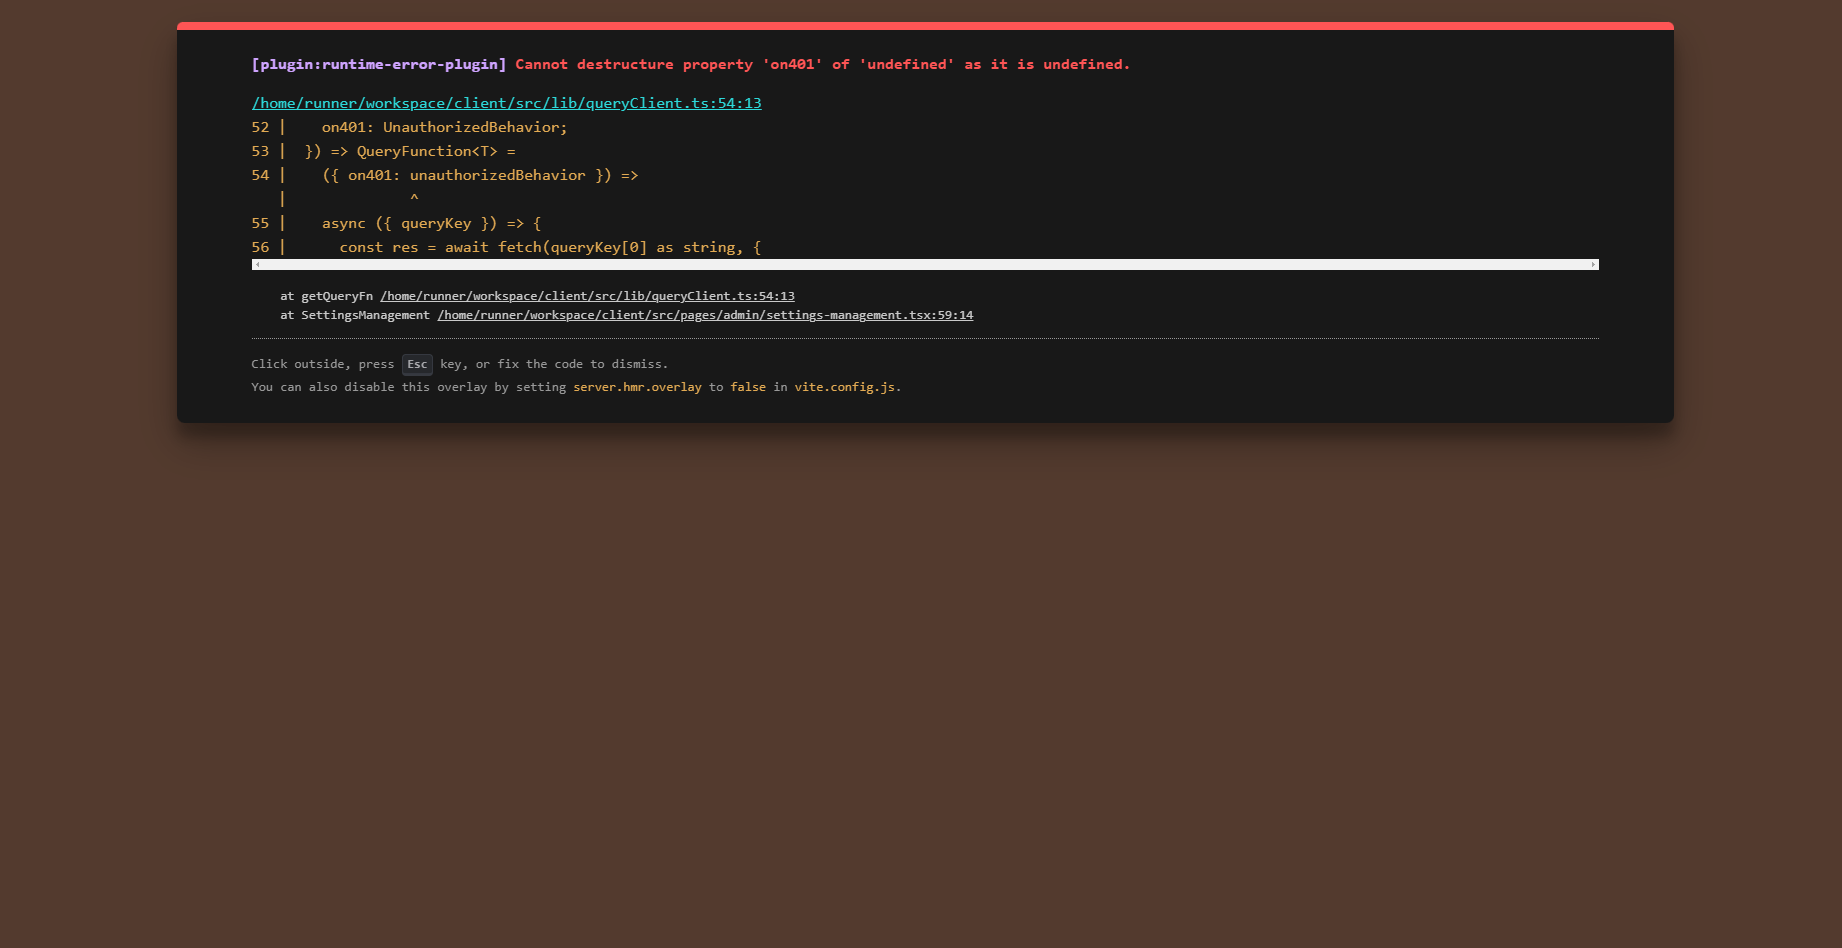 [plugin:runtime-error-plugin] Cannot destructure property 'on401' of 'undefined' as it is undefined.
/home/runner/workspace/client/src/lib/queryClient.ts:54:13
52 |    on401: UnauthorizedBehavior;
53 |  }) => QueryFunction<T> =
54 |    ({ on401: unauthorizedBehavior }) =>
   |              ^
55 |    async ({ queryKey }) => {
56 |      const res = await fetch(queryKey[0] as string, {
at getQueryFn /home/runner/workspace/client/src/lib/queryClient.ts:54:13
at SettingsManagement /home/runner/workspace/client/src/pages/admin/settings-management.tsx:59:14
Click outside, press Esc key, or fix the code to dismiss.
You can also disable this overlay by setting server.hmr.overlay to false in vite.config.js.